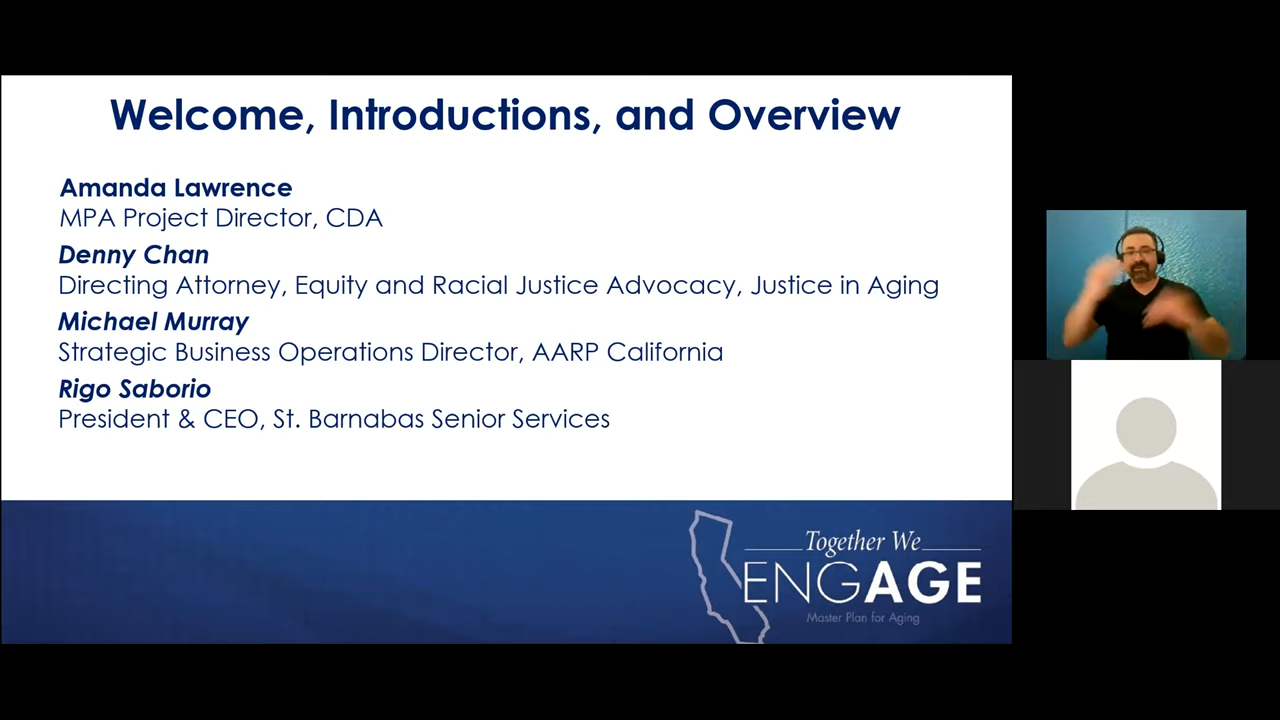 Welcome, Introductions, and Overview
Amanda Lawrence
MPA Project Director, CDA
Denny Chan
Directing Attorney, Equity and Racial Justice Advocacy, Justice in Aging
Michael Murray
Strategic Business Operations Director, AARP California
Rigo Saborio
President & CEO, St. Barnabas Senior Services
Together We
ENGAGE
Master Plan for Aging